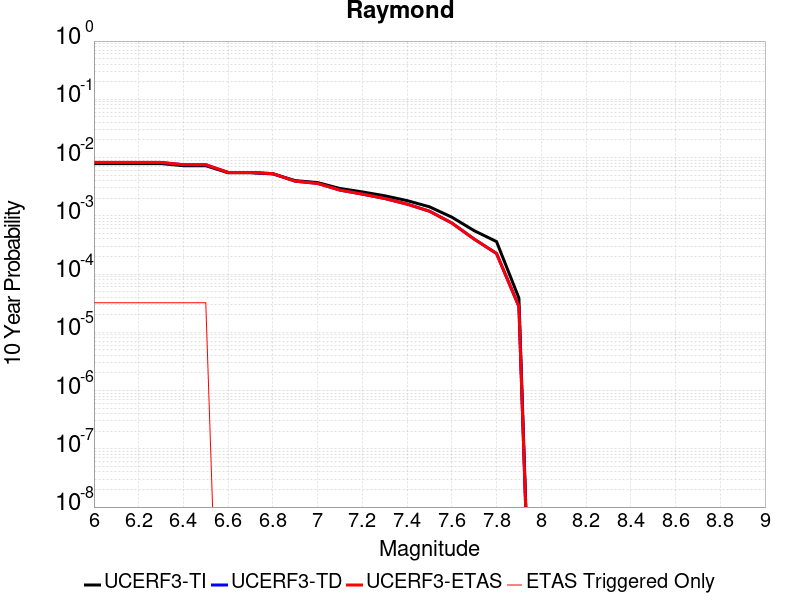 Raymond
10 Year Probability
10^0
10^-1
10^-2
10^-3
10^-4
10^-5
10^-6
10^-7
10^-8
6 6.2 6.4 6.6 6.8 7 7.2 7.4 7.6 7.8 8 8.2 8.4 8.6 8.8 9
Magnitude
UCERF3-TI UCERF3-TD UCERF3-ETAS ETAS Triggered Only